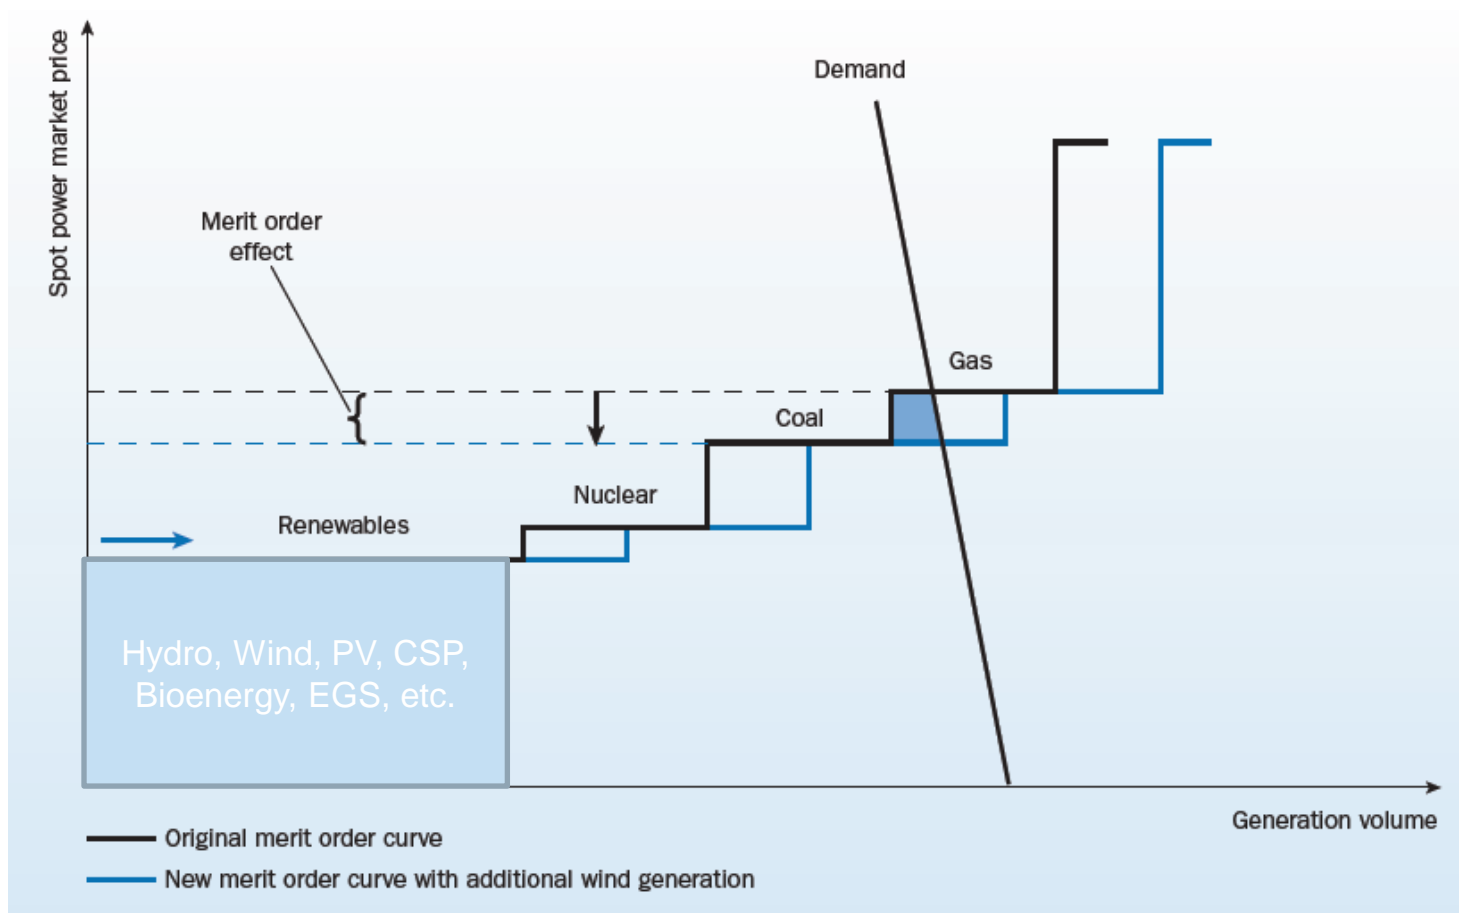 Spot power market price
Demand
Merit order
effect
Gas
Coal
Nuclear
Renewables
Hydro, Wind, PV, CSP,
Bioenergy, EGS, etc.
Generation volume
Original merit order curve
New merit order curve with additional wind generation